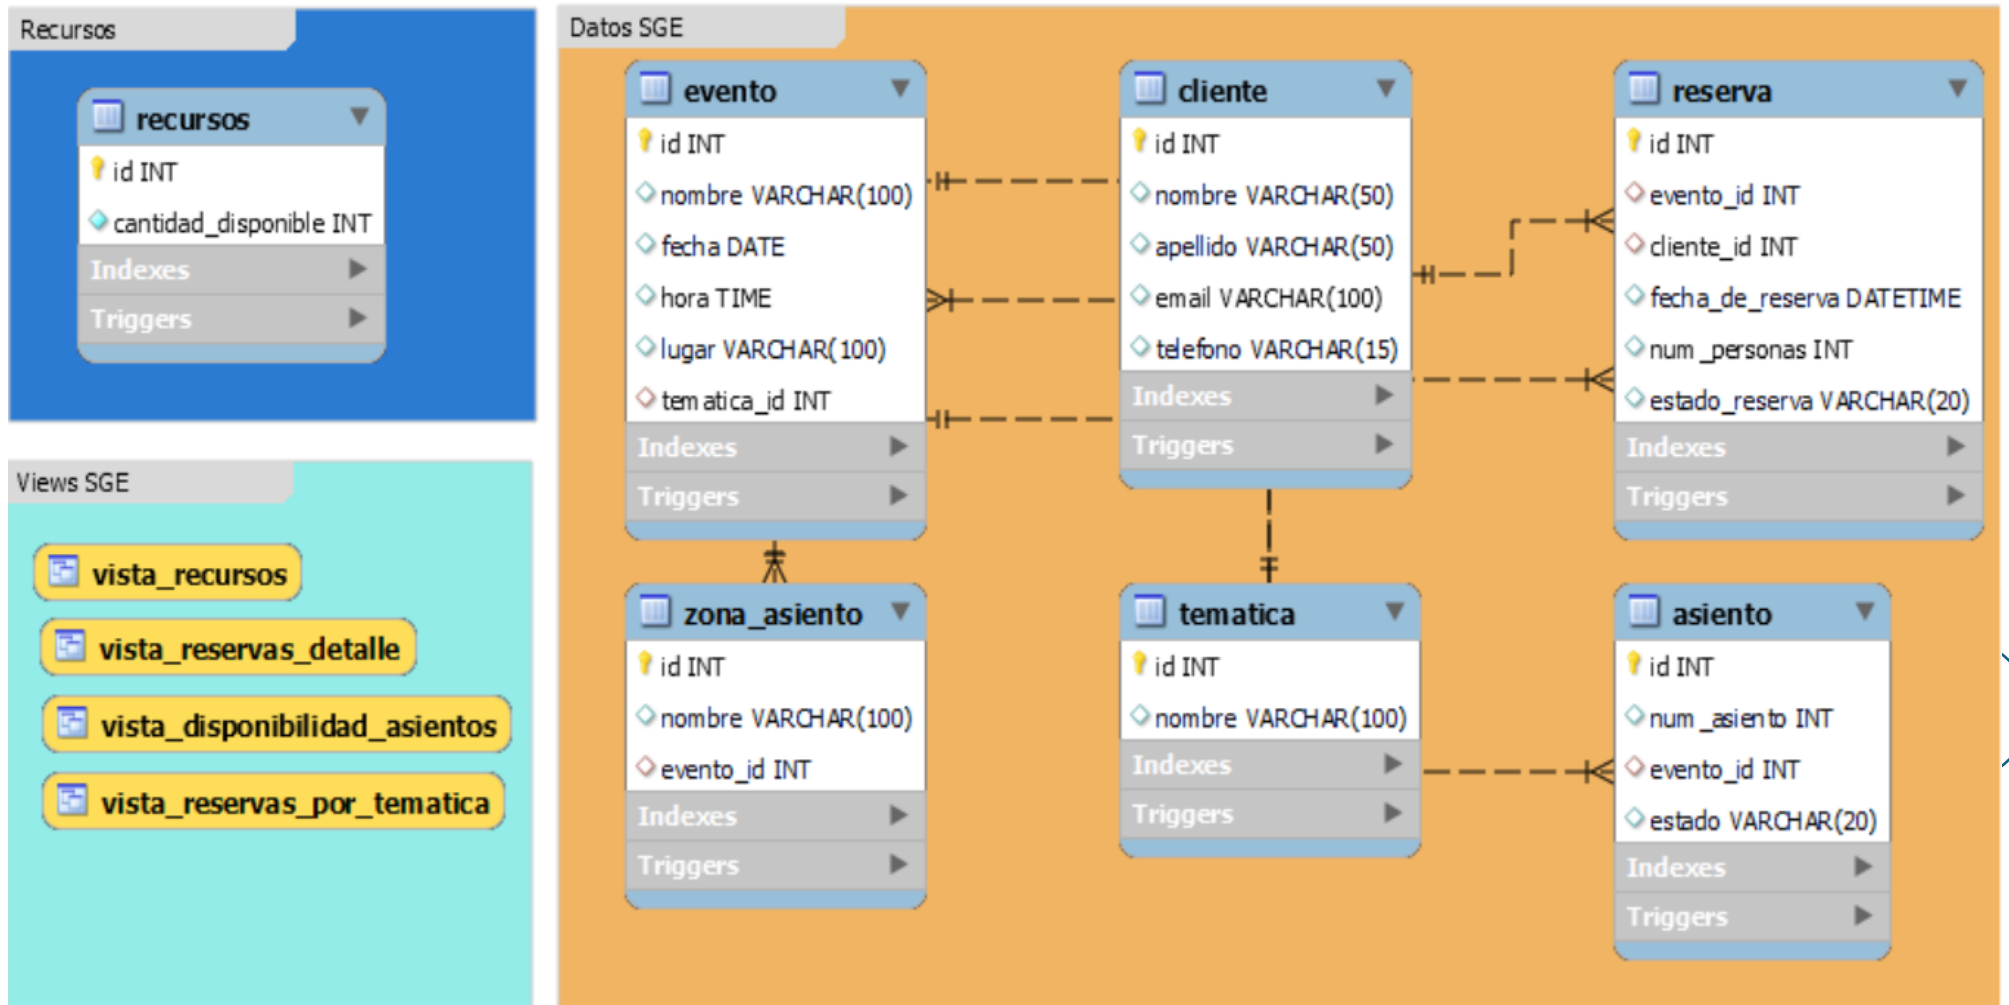 Recursos
recursos
id INT
cantidad_disponible INT
Indexes
Triggers
Views SGE
vista_recursos
vista_reservas_detalle
vista_disponibilidad_asientos
vista_reservas_por_tematica
Datos SGE
evento
id INT
nombre VARCHAR(100)
fecha DATE
hora TIME
lugar VARCHAR(100)
tematica_id INT
Indexes
Triggers
cliente
id INT
nombre VARCHAR(50)
apellido VARCHAR(50)
email VARCHAR(100)
telefono VARCHAR(15)
Indexes
Triggers
reserva
id INT
evento_id INT
cliente_id INT
fecha_de_reserva DATETIME
num_personas INT
estado_reserva VARCHAR(20)
Indexes
Triggers
zona_asiento
id INT
nombre VARCHAR(100)
evento_id INT
Indexes
Triggers
tematica
id INT
nombre VARCHAR(100)
Indexes
Triggers
asiento
id INT
num_asiento INT
evento_id INT
estado VARCHAR(20)
Indexes
Triggers